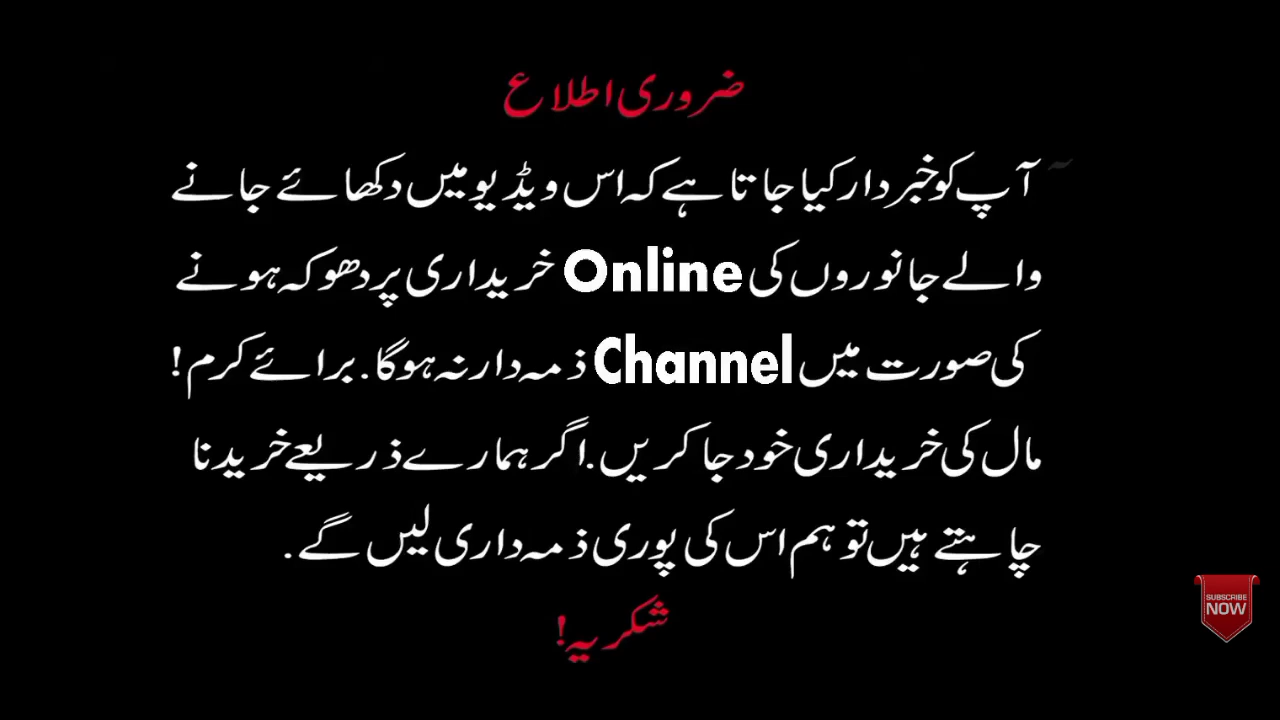 ضروری اطلاع
آپ کو خبردار کیا جاتا ہے کہ اس ویڈیو میں دکھائے جانے
والے جانوروں کی Online خریداری پر دھوکہ ہونے
کی صورت میں Channel ذمہ دار نہ ہوگا. برائے کرم!
مال کی خریداری خود جا کریں. اگر ہمارے ذریعے خریدنا
چاہتے ہیں تو ہم اس کی پوری ذمہ داری لیں گے.
شکریہ!
SUBSCRIBE
NOW